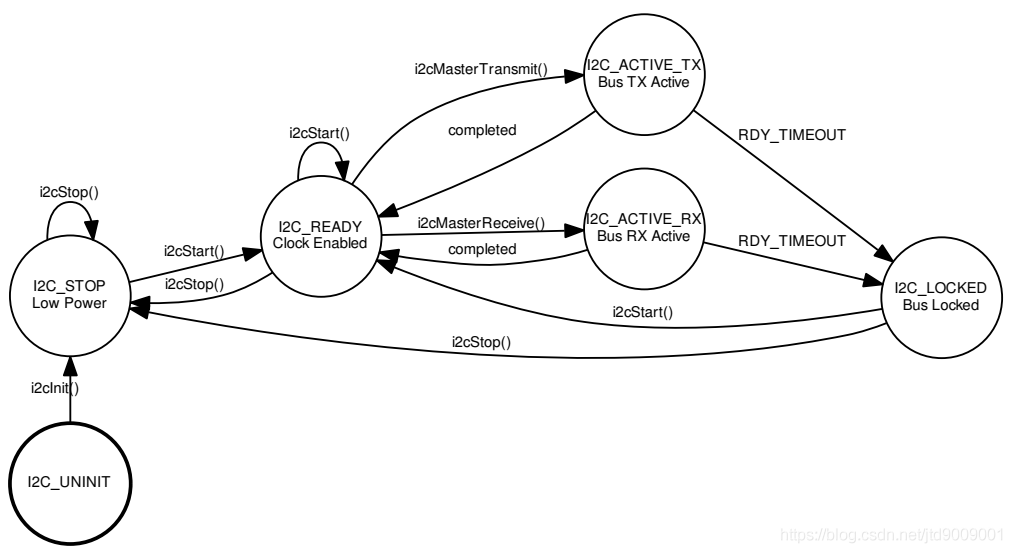 I2C_ACTIVE_TX
Bus TX Active
i2cMasterTransmit()
completed
RDY_TIMEOUT
i2cStart()
I2C_READY
Clock Enabled
i2cMasterReceive()
completed
I2C_ACTIVE_RX
Bus RX Active
RDY_TIMEOUT
i2cStop()
I2C_STOP
Low Power
i2cStart()
i2cStop()
I2C_LOCKED
Bus Locked
i2cStart()
i2cStop()
i2cInit()
I2C_UNINIT
https://blog.csdn.net/jtd9009001